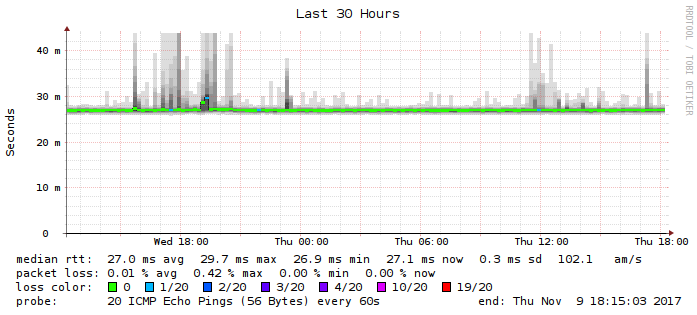 Last 30 Hours
RRDTOOL / TOBI OETIKER
Seconds
40 m
30 m
20 m
10 m
0
Wed 18:00 Thu 00:00 Thu 06:00 Thu 12:00 Thu 18:00
median rtt: 27.0 ms avg 29.7 ms max 26.9 ms min 27.1 ms now 0.3 ms sd 102.1 am/s
packet loss: 0.01 % avg 0.42 % max 0.00 % min 0.00 % now
loss color: 0 1/20 2/20 3/20 4/20 10/20 19/20
probe: 20 ICMP Echo Pings (56 Bytes) every 60s end: Thu Nov 9 18:15:03 2017